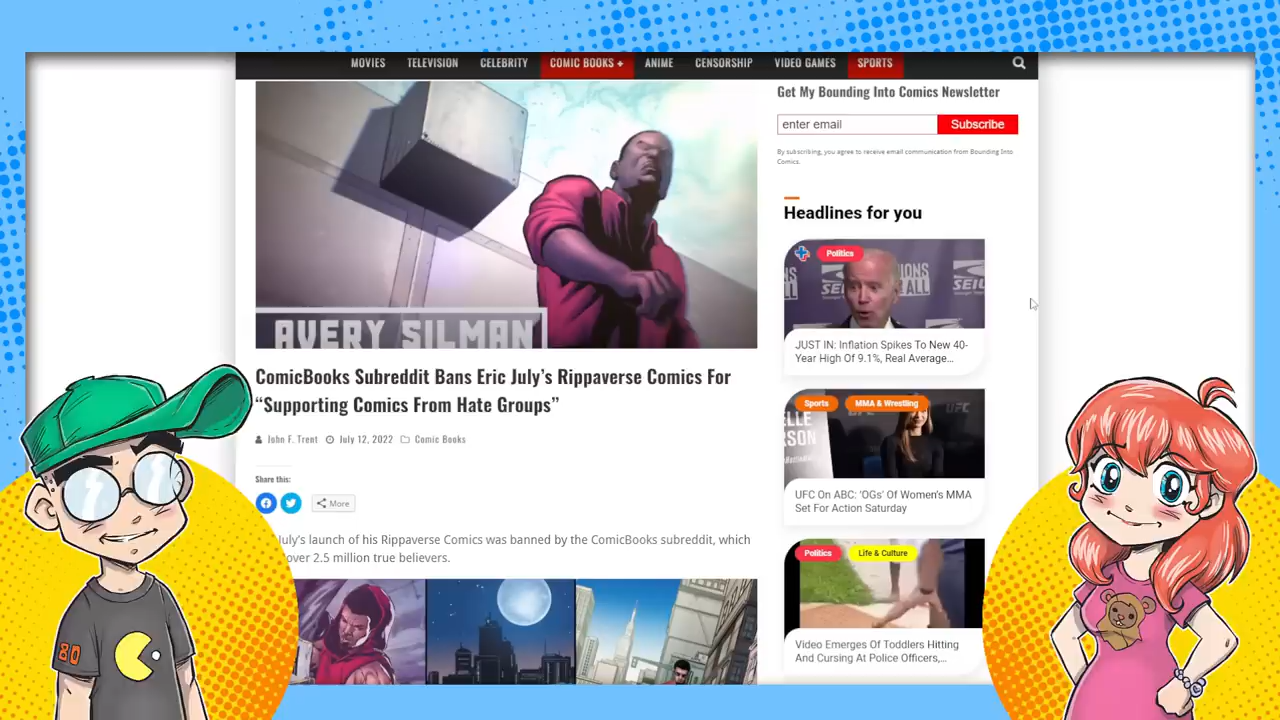 MOVIES TELEVISION CELEBRITY COMIC BOOKS + ANIME CENSORSHIP VIDEO GAMES SPORTS
AVERY SILMAN
ComicBooks Subreddit Bans Eric July's Rippaverse Comics For
“Supporting Comics From Hate Groups”
John F. Trent July 12, 2022 Comic Books
Share this:
More
July's launch of his Rippaverse Comics was banned by the ComicBooks subreddit, which
over 2.5 million true believers.
Get My Bounding Into Comics Newsletter
enter email Subscribe
By subscribing, you agree to receive email communication from Bounding Into
Comics.
Headlines for you
Politics
JUST IN: Inflation Spikes To New 40-
Year High Of 9.1%, Real Average...
Sports MMA & Wrestling
UFC
UFC On ABC: 'OGs' Of Women's MMA
Set For Action Saturday
Politics Life & Culture
Video Emerges Of Toddlers Hitting
And Cursing At Police Officers,...
80